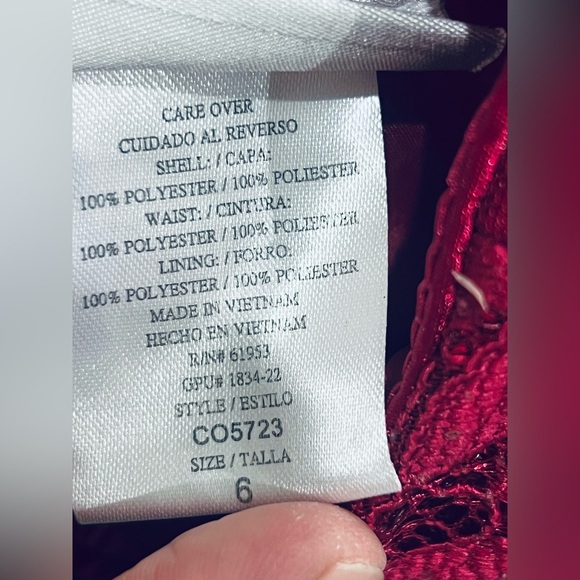 CARE OVER
CUIDADO AL REVERSO
SHELL: / CAPA:
100% POLYESTER / 100% POLIESTER
WAIST: / CINTURA:
100% POLYESTER / 100% POLIESTER
LINING: / FORRO:
100% POLYESTER / 100% POLIESTER
MADE IN VIETNAM
HECHO EN VIETNAM
R/N# 61953
GPU# 1834-22
STYLE / ESTILO
CO5723
SIZE / TALLA
6